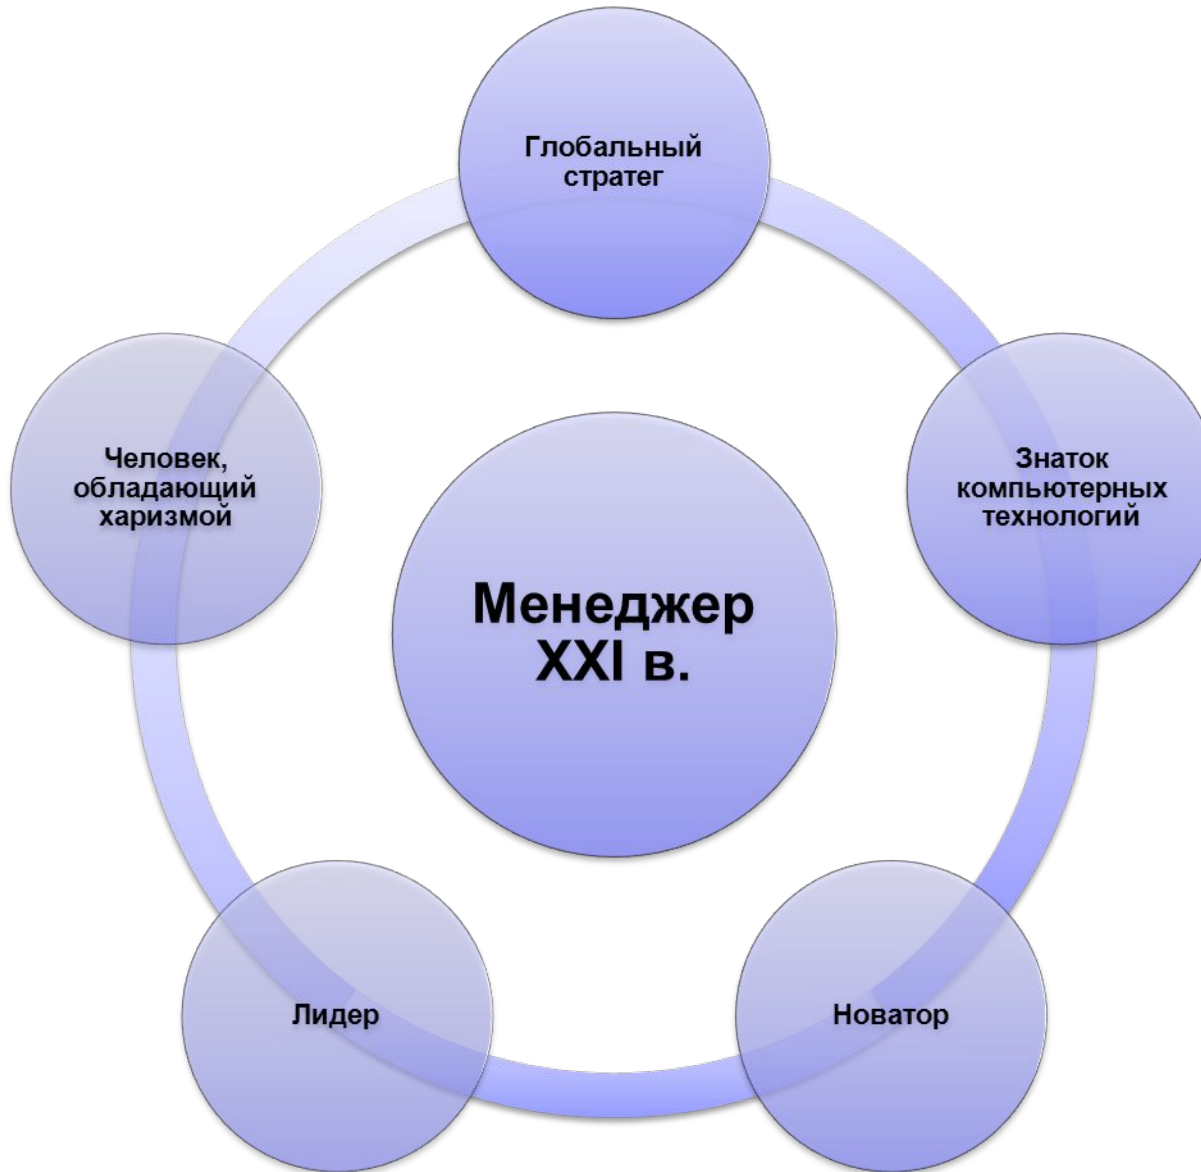 Глобальный
стратег
Знаток
компьютерных
технологий
Новатор
Лидер
Человек,
обладающий
харизмой
Менеджер
XXI в.